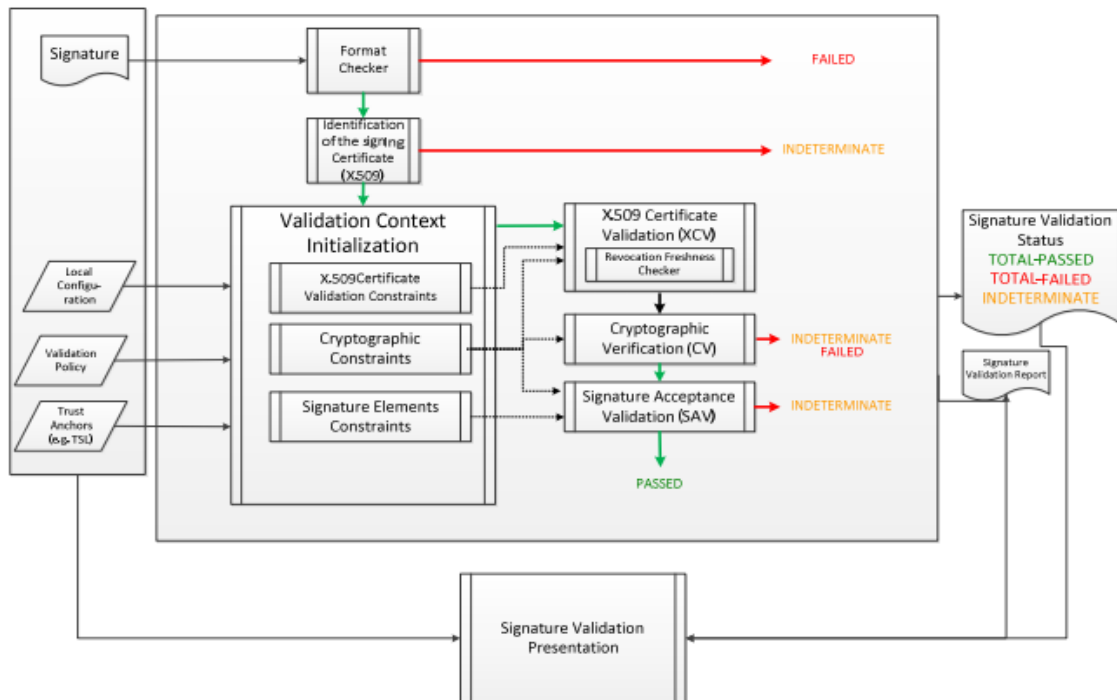 Signature
Format
Checker
FAILED
Identification
of the signing
Certificate
(X.509)
INDETERMINATE
Validation Context
Initialization
X.509 Certificate
Validation (XCV)
Revocation Freshness
Checker
Signature Validation
Status
TOTAL-PASSED
TOTAL-FAILED
INDETERMINATE
Local
Configu-
ration
X.509Certificate
Validation Constraints
Validation
Policy
Cryptographic
Constraints
Cryptographic
Verification (CV)
INDETERMINATE
FAILED
Signature
Validation Report
Trust
Anchors
(e.g. TSL)
Signature Elements
Constraints
Signature Acceptance
Validation (SAV)
INDETERMINATE
PASSED
Signature Validation
Presentation